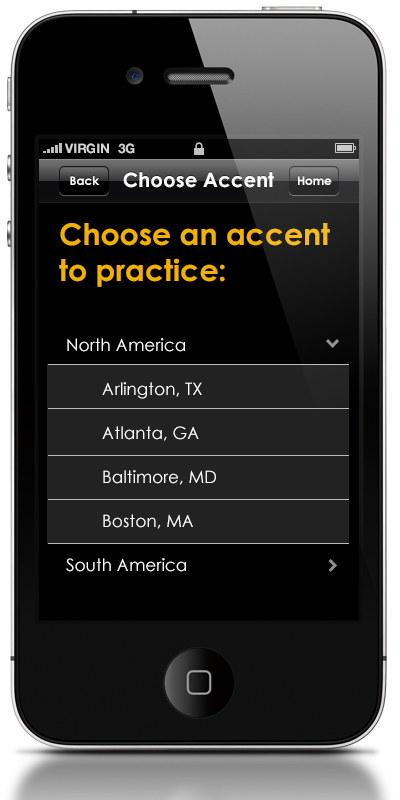 VIRGIN 3G
Back Choose Accent Home
Choose an accent
to practice:
North America
Arlington, TX
Atlanta, GA
Baltimore, MD
Boston, MA
South America